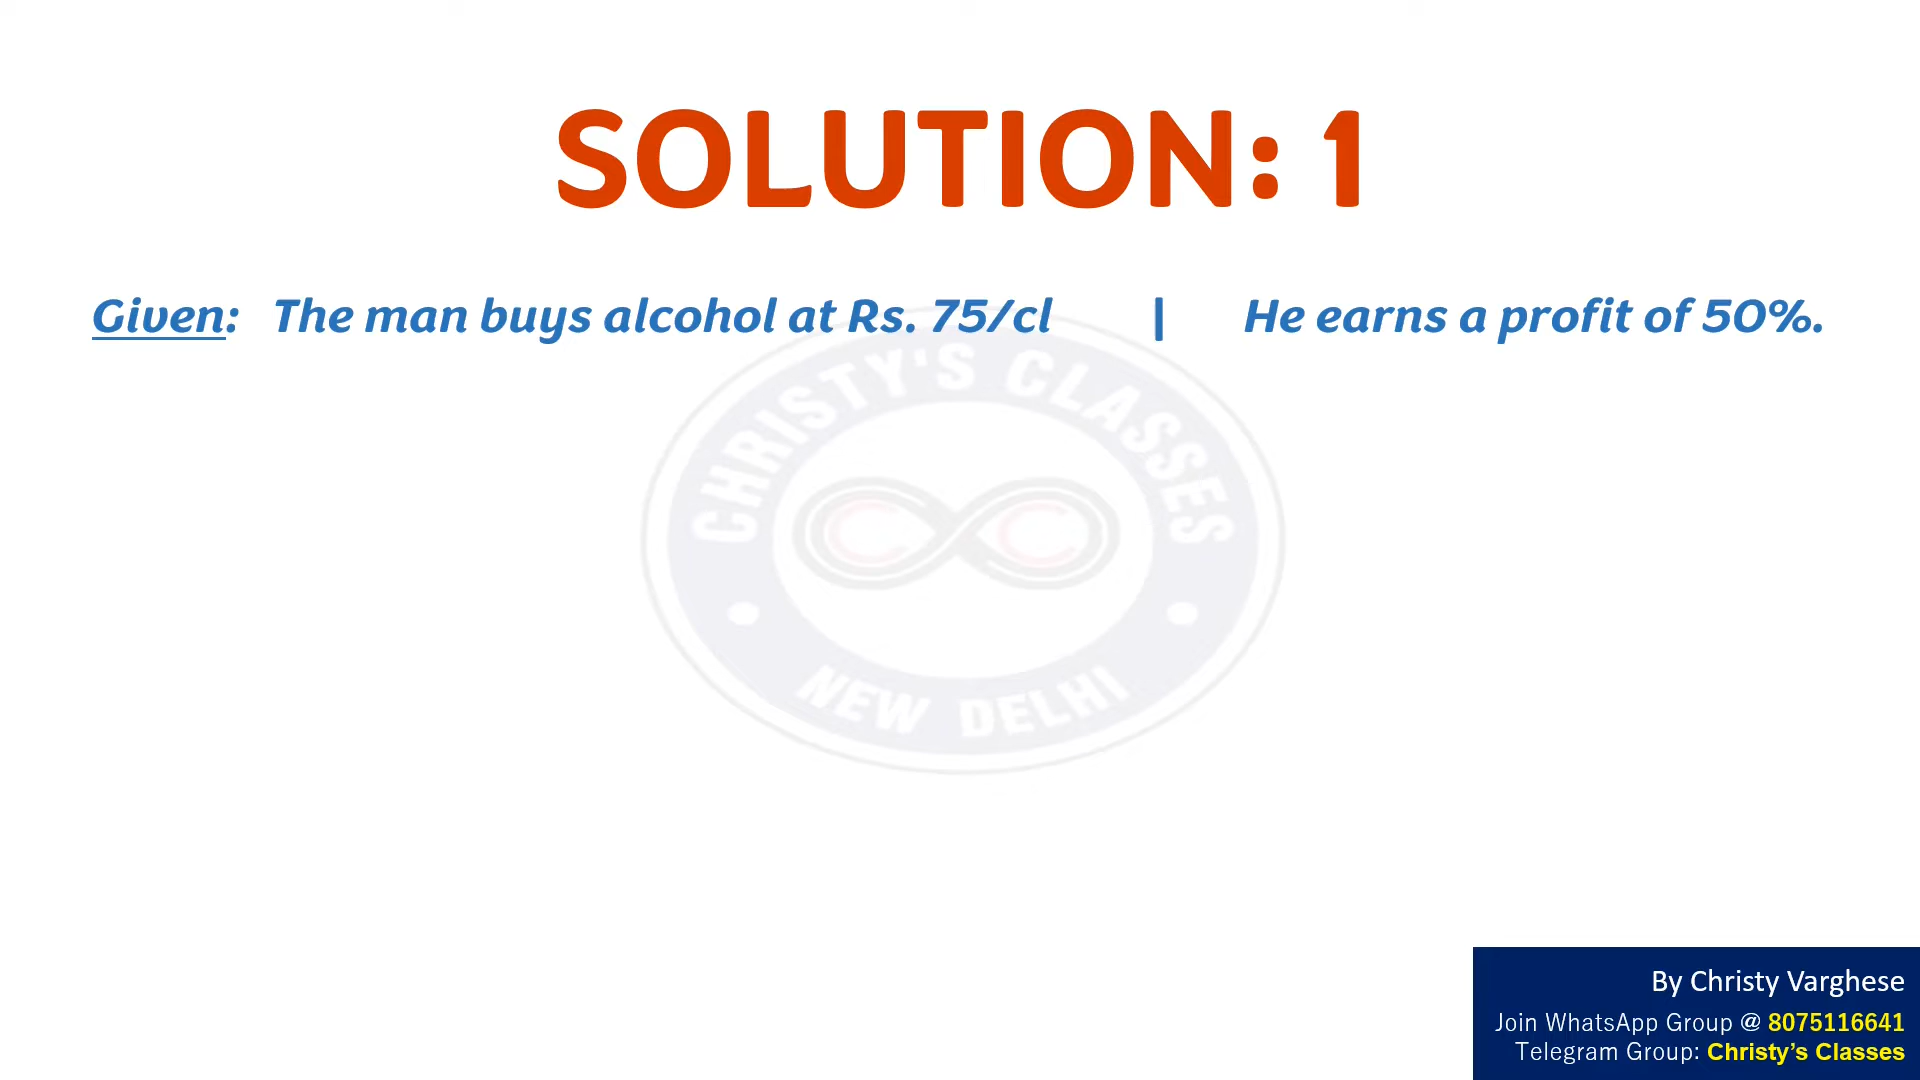 SOLUTION: 1
Given: The man buys alcohol at Rs. 75/cl | He earns a profit of 50%.
CHRISTY'S CLASSES
NEW DELHI
By Christy Varghese
Join WhatsApp Group @ 8075116641
Telegram Group: Christy’s Classes